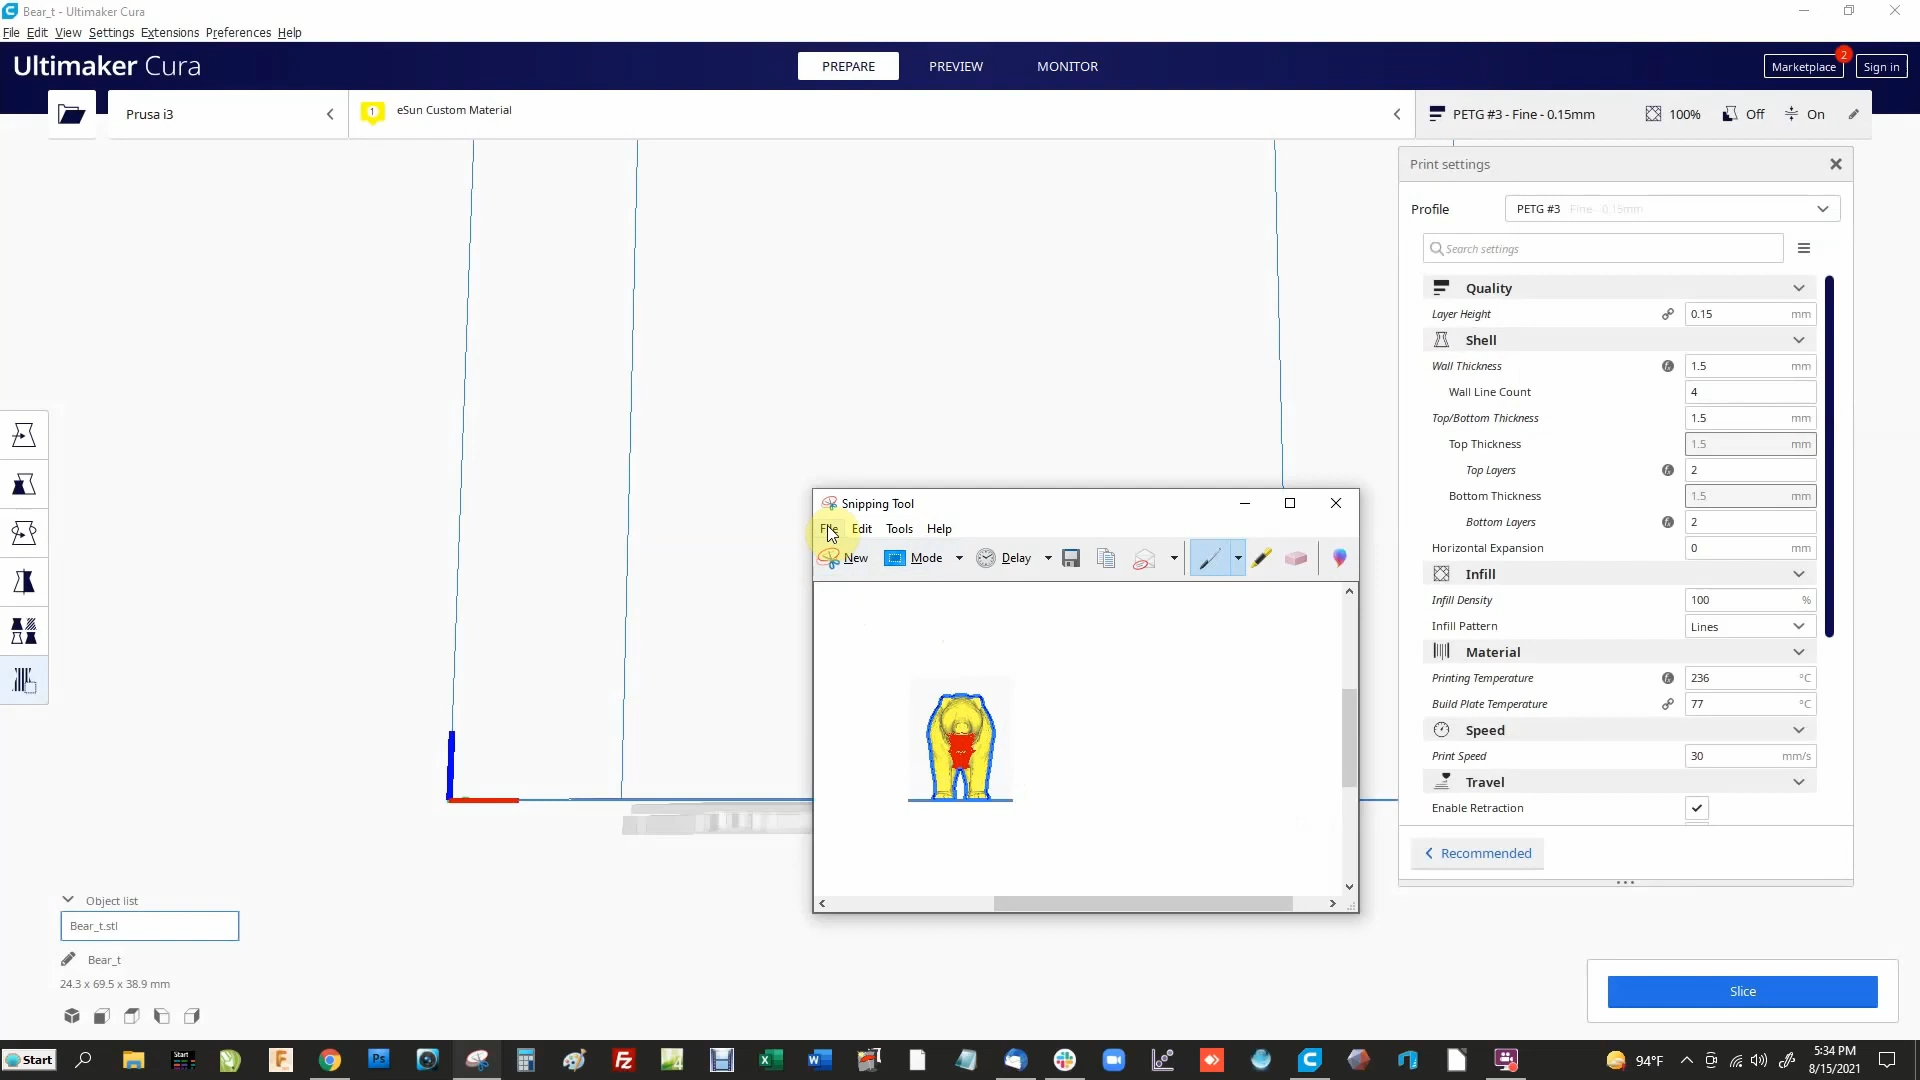 Bear_t - Ultimaker Cura
File Edit View Settings Extensions Preferences Help
Ultimaker Cura
PREPARE PREVIEW MONITOR
Marketplace 2 Sign in
Prusa i3
1 eSun Custom Material
PETG #3 - Fine - 0.15mm 100% Off On
Print settings
Profile PETG #3 Fine - 0.15mm
Search settings
Quality
Layer Height 0.15 mm
Shell
Wall Thickness 1.5 mm
Wall Line Count 4
Top/Bottom Thickness 1.5 mm
Top Thickness 1.5 mm
Top Layers 2
Bottom Thickness 1.5 mm
Bottom Layers 2
Horizontal Expansion 0 mm
Infill
Infill Density 100 %
Infill Pattern Lines
Material
Printing Temperature 236 °C
Build Plate Temperature 77 °C
Speed
Print Speed 30 mm/s
Travel
Enable Retraction
Recommended
Snipping Tool
File Edit Tools Help
New Mode Delay
Object list
Bear_t.stl
Bear_t
24.3 x 69.5 x 38.9 mm
Slice
Start
94°F
5:34 PM
8/15/2021